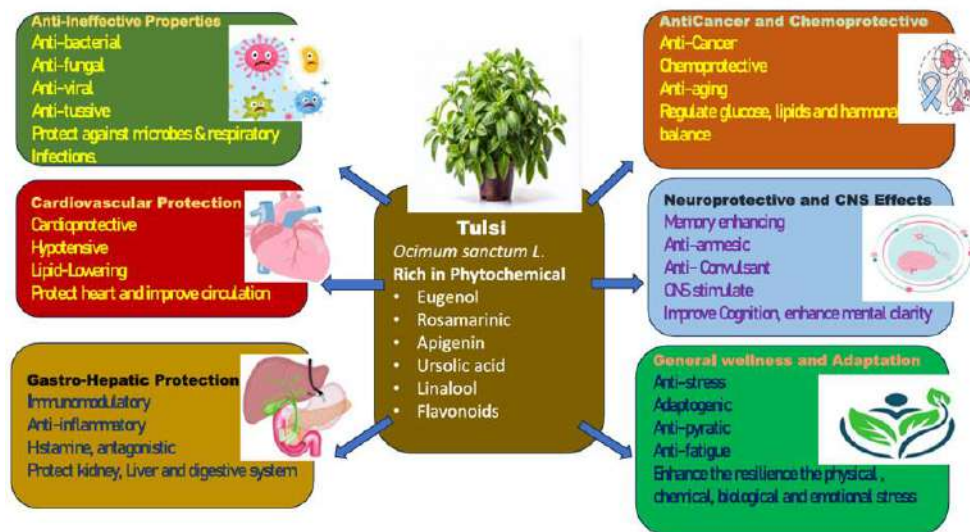 Anti-Ineffective Properties
Anti-bacterial
Anti-fungal
Anti-viral
Anti-tussive
Protect against microbes & respiratory
Infections.
Cardiovascular Protection
Cardioprotective
Hypotensive
Lipid-Lowering
Protect heart and improve circulation
Gastro-Hepatic Protection
Immunomodulatory
Anti-inflammatory
Histamine, antagonistic
Protect kidney, Liver and digestive system
Tulsi
Ocimum sanctum L.
Rich in Phytochemical
• Eugenol
• Rosamarinic
• Apigenin
• Ursolic acid
• Linalool
• Flavonoids
AntiCancer and Chemoprotective
Anti-Cancer
Chemoprotective
Anti-aging
Regulate glucose, lipids and harmonal
balance
Neuroprotective and CNS Effects
Memory enhancing
Anti-amnesic
Anti- Convulsant
CNS stimulate
Improve Cognition, enhance mental clarity
General wellness and Adaptation
Anti-stress
Adaptogenic
Anti-pyratic
Anti-fatigue
Enhance the resilience the physical ,
chemical, biological and emotional stress